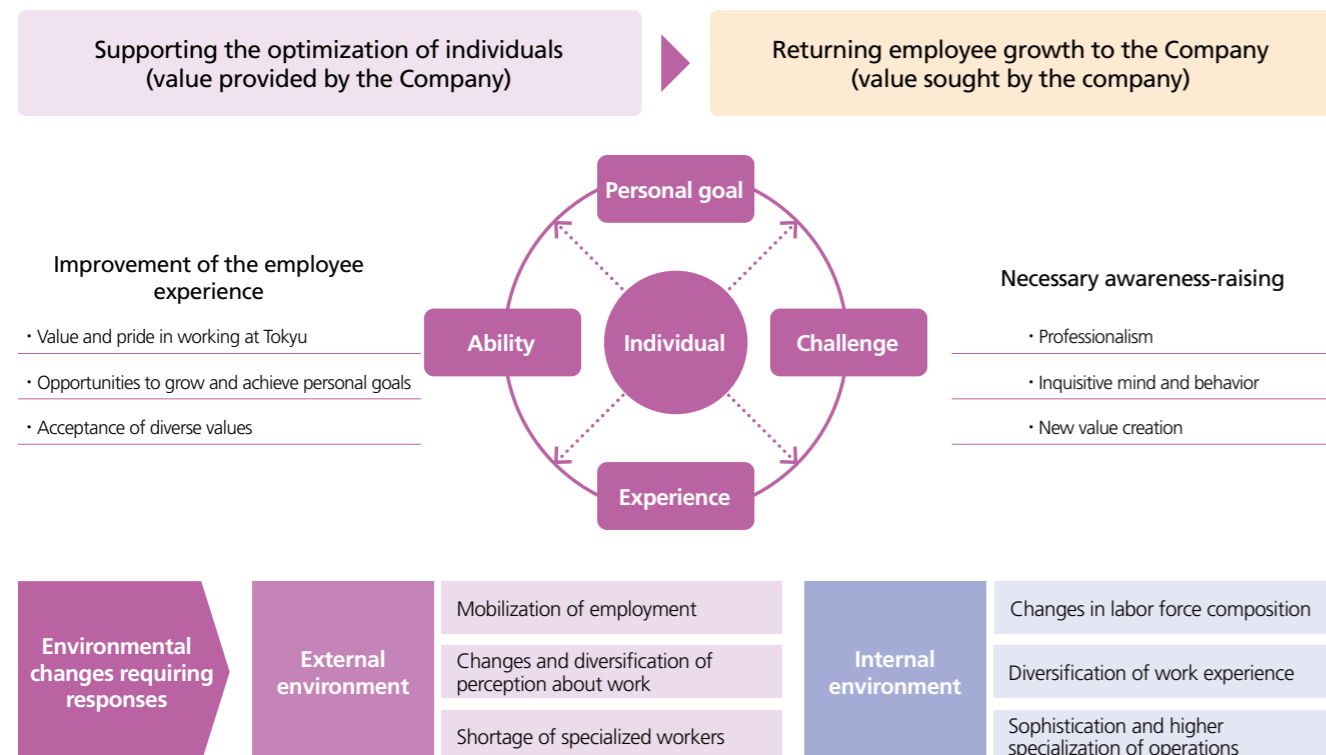 Supporting the optimization of individuals
(value provided by the Company)
Returning employee growth to the Company
(value sought by the company)
Personal goal
Improvement of the employee
experience
・Value and pride in working at Tokyu
・Opportunities to grow and achieve personal goals
・Acceptance of diverse values
Ability
Individual
Challenge
Experience
Necessary awareness-raising
・Professionalism
・Inquisitive mind and behavior
・New value creation
Environmental
changes requiring
responses
External
environment
Mobilization of employment
Changes and diversification of
perception about work
Shortage of specialized workers
Internal
environment
Changes in labor force composition
Diversification of work experience
Sophistication and higher
specialization of operations